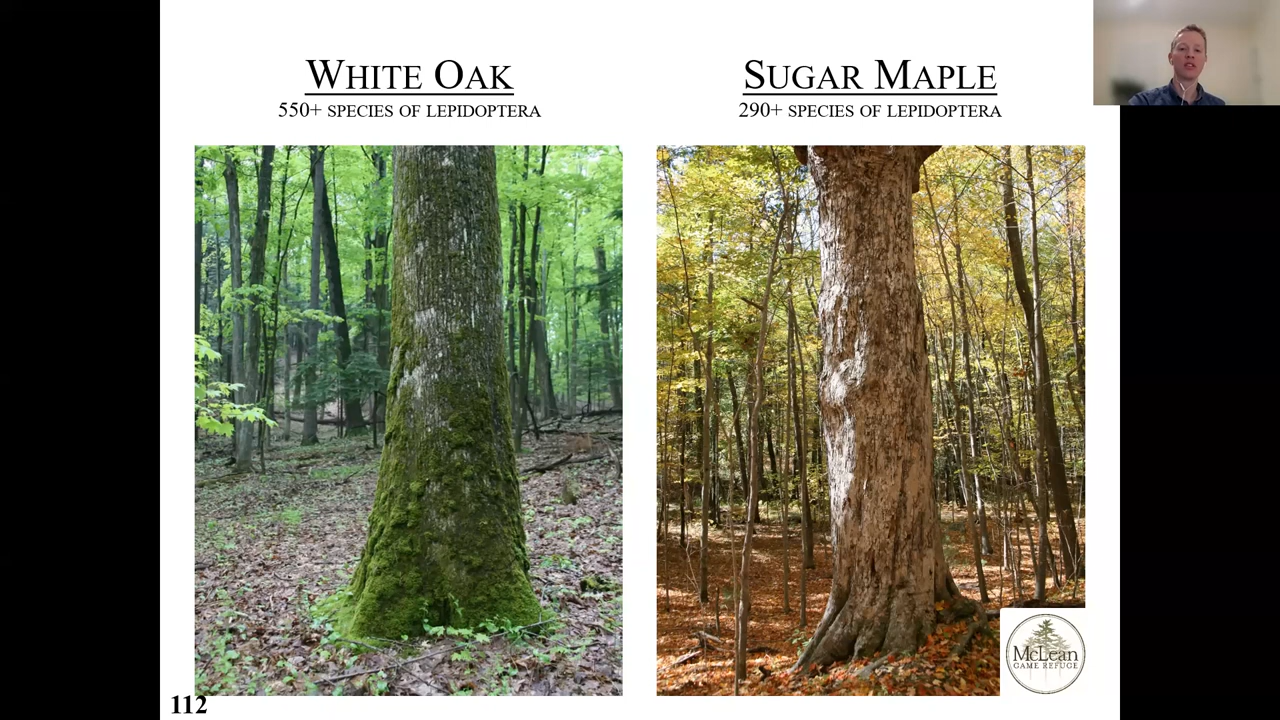 WHITE OAK
550+ SPECIES OF LEPIDOPTERA
SUGAR MAPLE
290+ SPECIES OF LEPIDOPTERA
McLean
GAME REFUGE
112